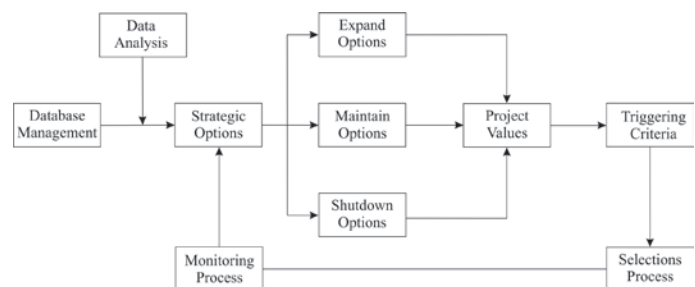 Data
Analysis
Expand
Options
Database
Management
Strategic
Options
Maintain
Options
Project
Values
Triggering
Criteria
Shutdown
Options
Monitoring
Process
Selections
Process